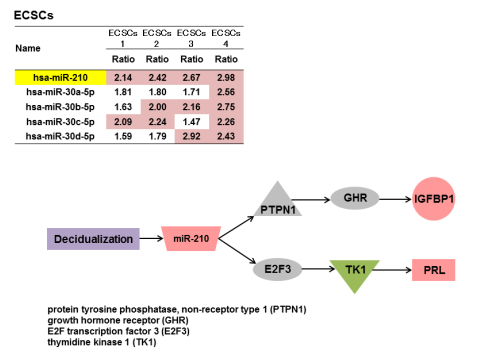 ECSCs
Name ECSCs 1 ECSCs 2 ECSCs 3 ECSCs 4
Ratio Ratio Ratio Ratio
hsa-miR-210 2.14 2.42 2.67 2.98
hsa-miR-30a-5p 1.81 1.80 1.71 2.56
hsa-miR-30b-5p 1.63 2.00 2.16 2.75
hsa-miR-30c-5p 2.09 2.24 1.47 2.26
hsa-miR-30d-5p 1.59 1.79 2.92 2.43
PTPN1 GHR IGFBP1
Decidualization miR-210
E2F3 TK1 PRL
protein tyrosine phosphatase, non-receptor type 1 (PTPN1)
growth hormone receptor (GHR)
E2F transcription factor 3 (E2F3)
thymidine kinase 1 (TK1)